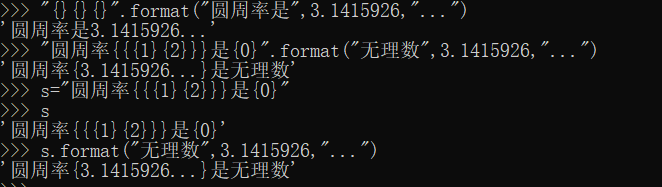 >>> "{}{}{}".format("圆周率是",3.1415926,"...")
'圆周率是3.1415926...'
>>> "圆周率{{{1}{2}}}是{0}".format("无理数",3.1415926,"...")
'圆周率{3.1415926...}是无理数'
>>> s="圆周率{{{1}{2}}}是{0}"
>>> s
'圆周率{{{1}{2}}}是{0}'
>>> s.format("无理数",3.1415926,"...")
'圆周率{3.1415926...}是无理数'
>>>